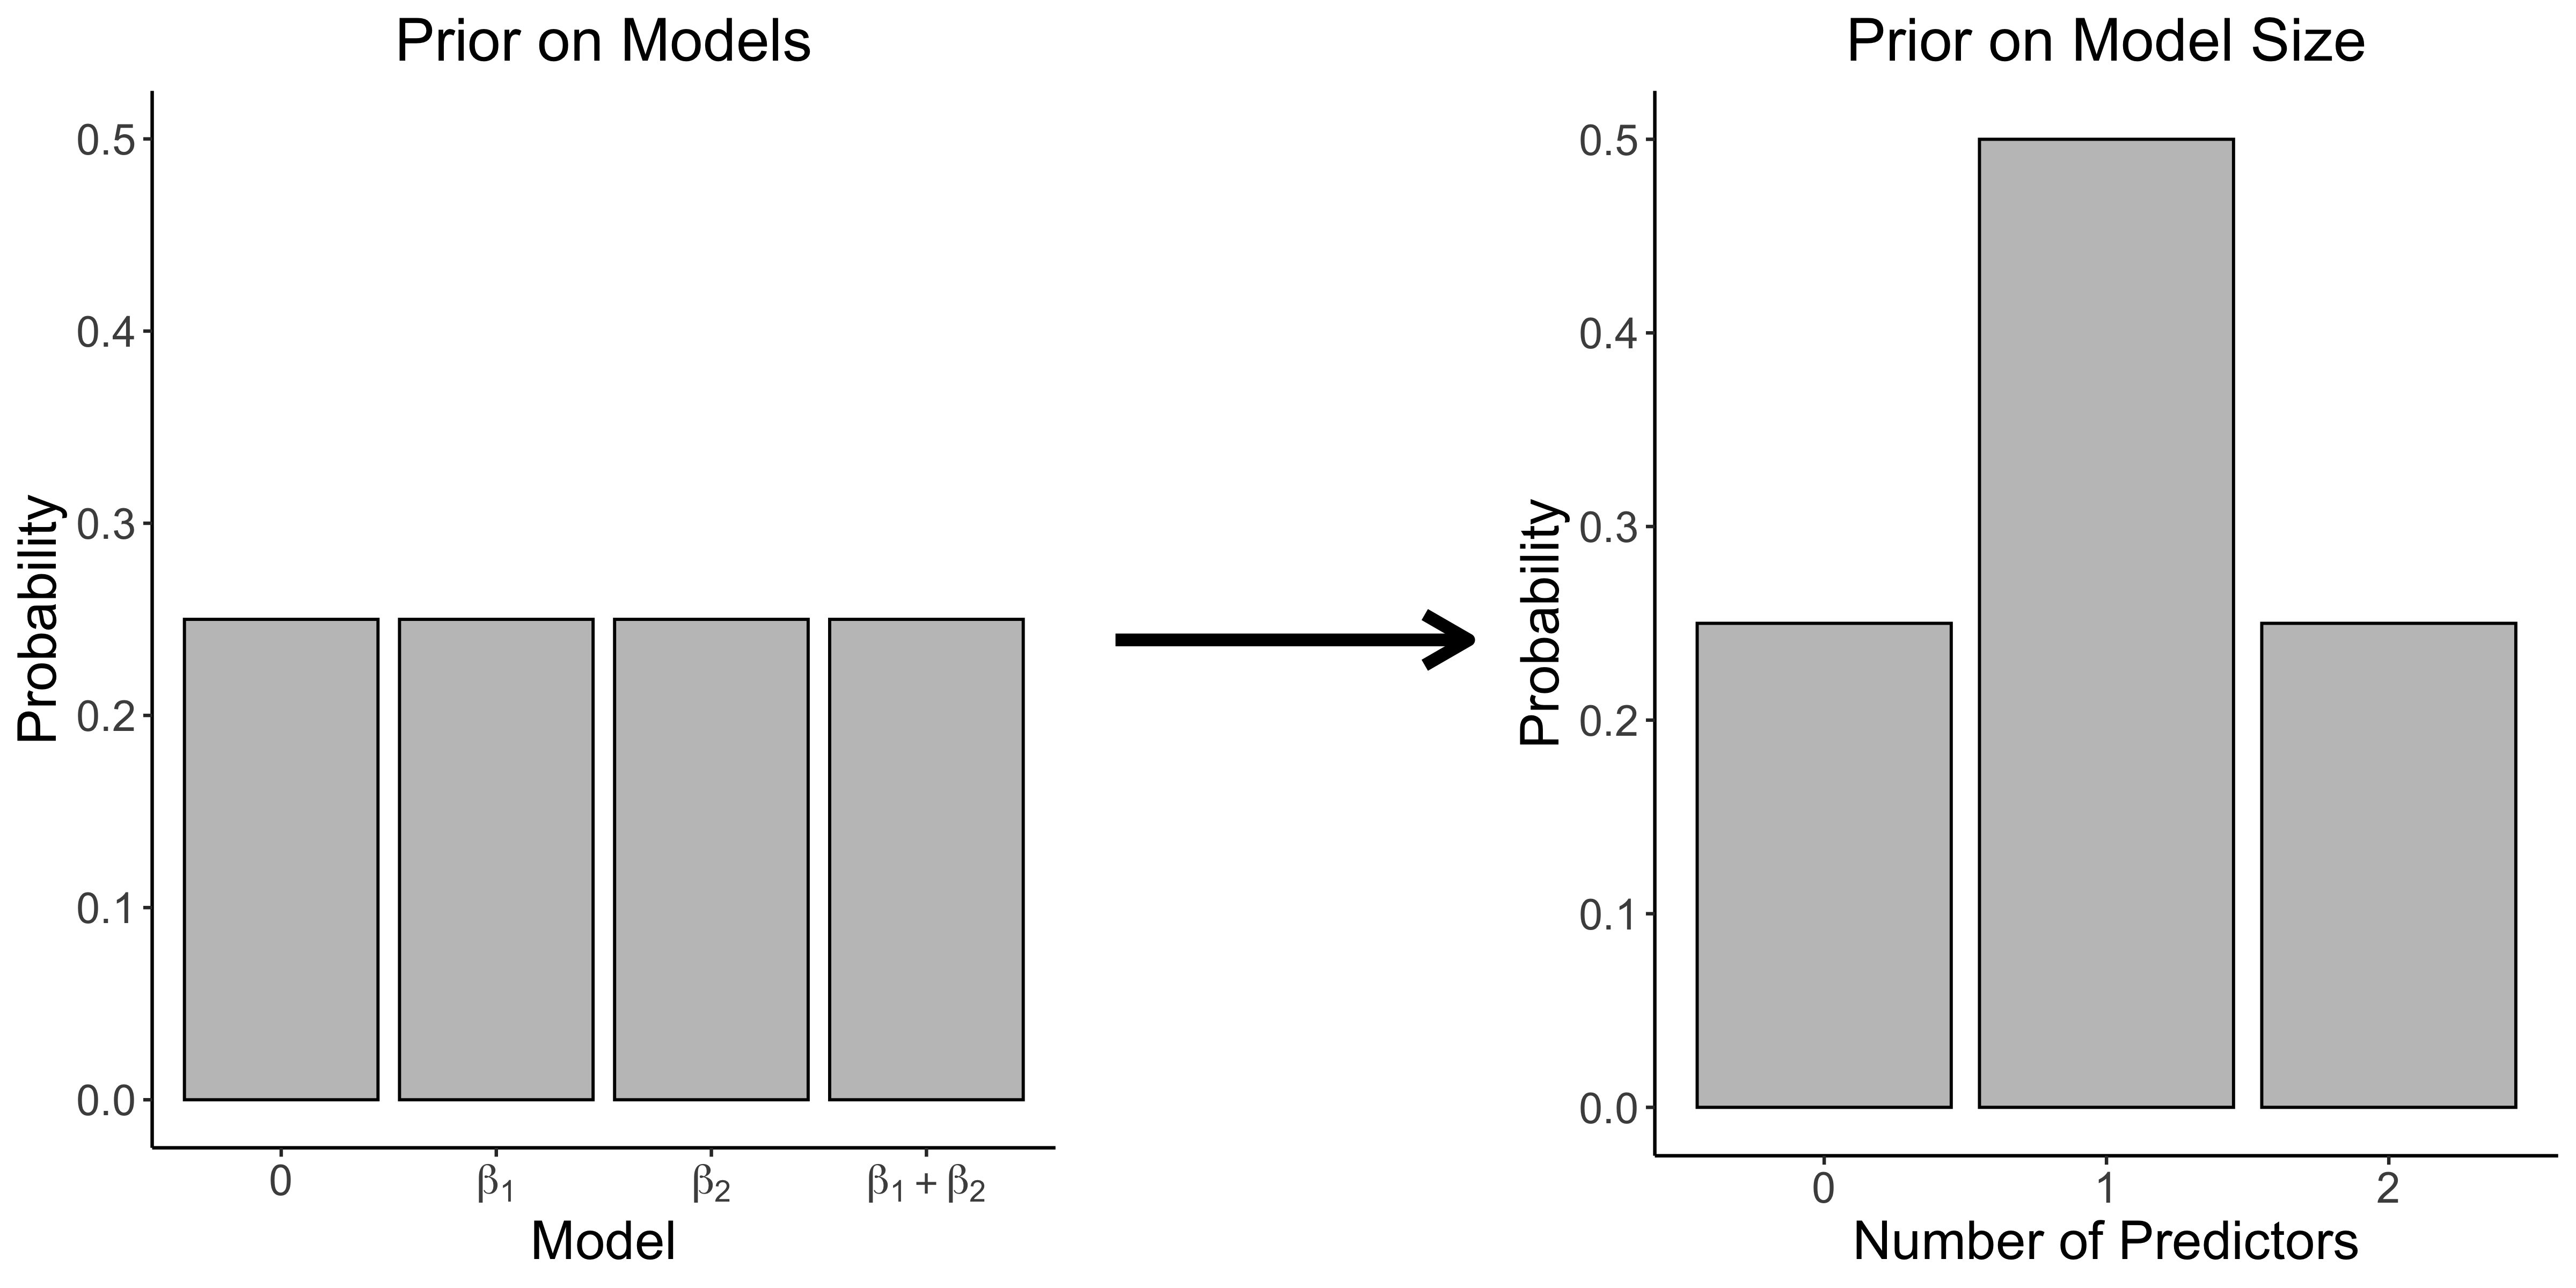 Prior on Models
Probability
0.5
0.4
0.3
0.2
0.1
0.0
0
β1
β2
β1 + β2
Model
Prior on Model Size
Probability
0.5
0.4
0.3
0.2
0.1
0.0
0
1
2
Number of Predictors